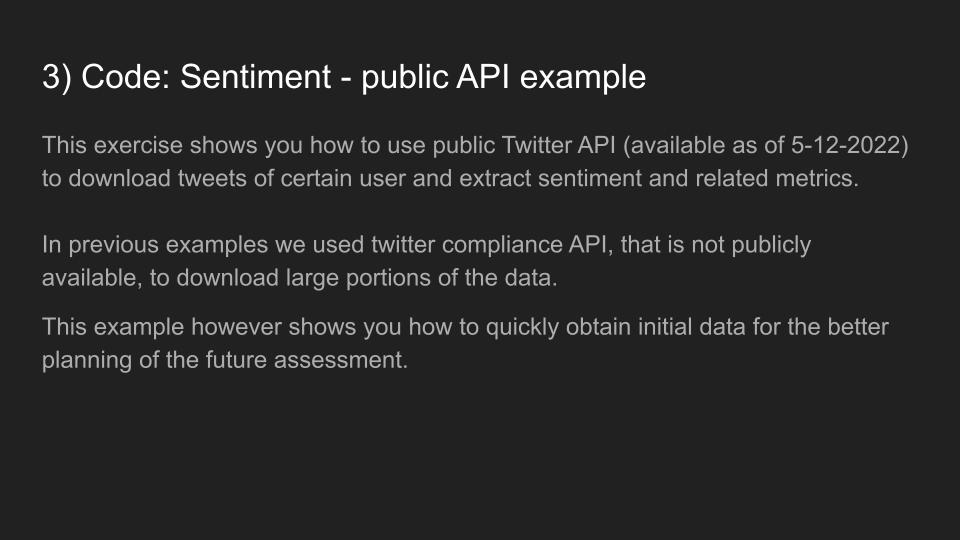 3) Code: Sentiment - public API example
This exercise shows you how to use public Twitter API (available as of 5-12-2022)
to download tweets of certain user and extract sentiment and related metrics.
In previous examples we used twitter compliance API, that is not publicly
available, to download large portions of the data.
This example however shows you how to quickly obtain initial data for the better
planning of the future assessment.